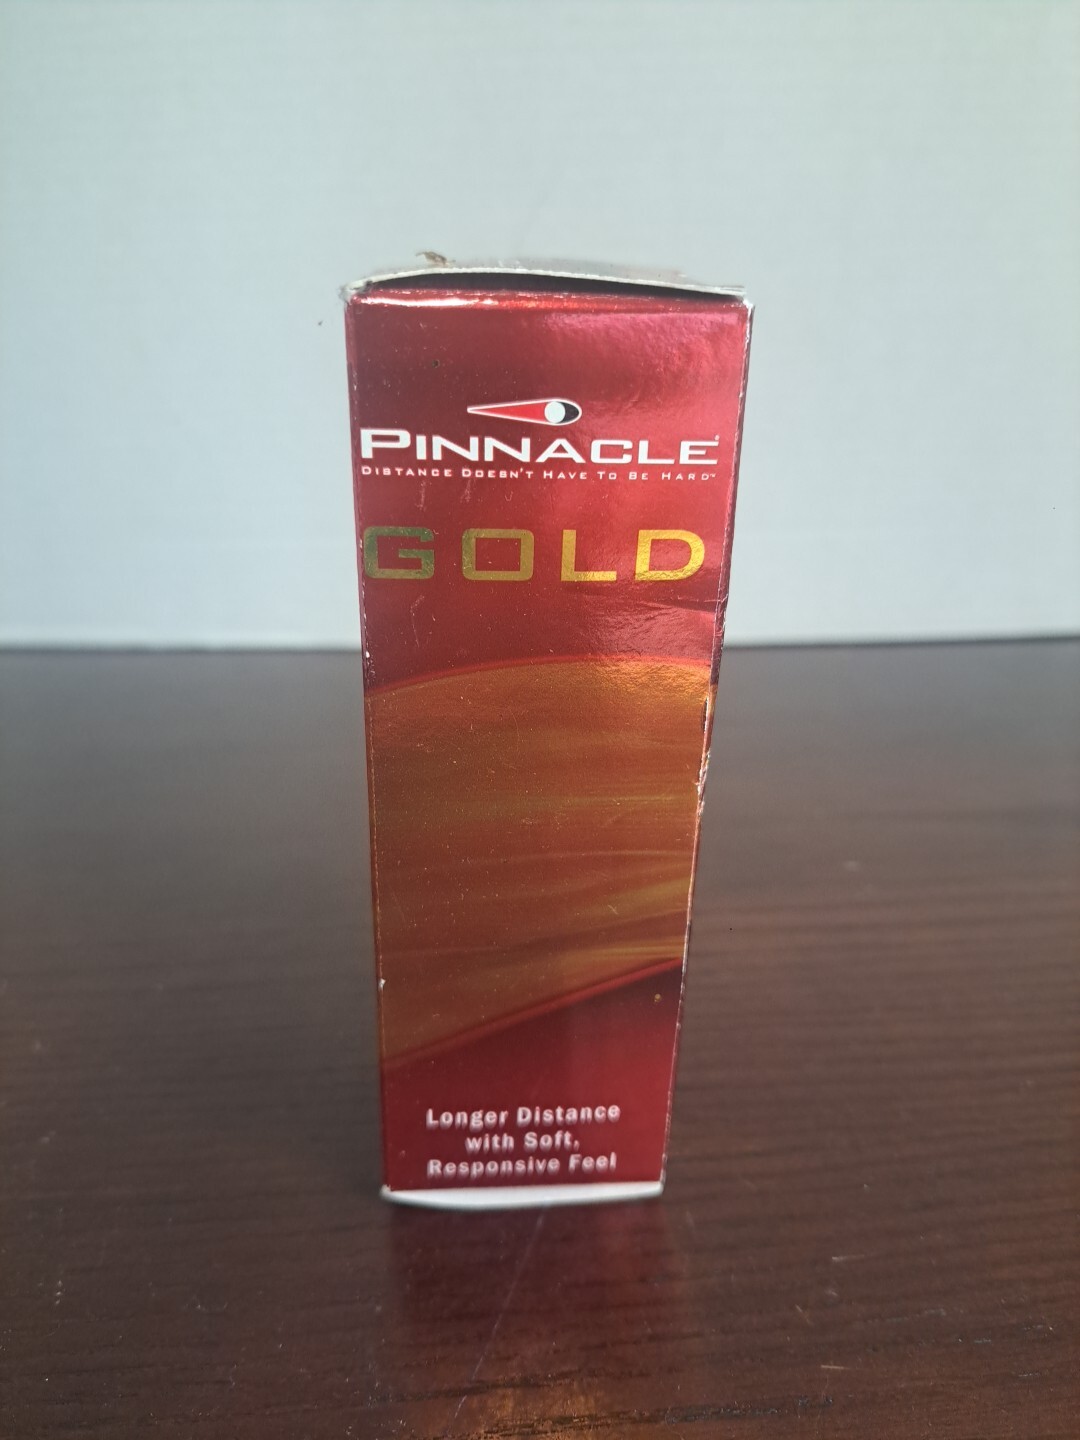 PINNACLE®
DISTANCE DOESN'T HAVE TO BE HARD™
GOLD
Longer Distance
with Soft,
Responsive Feel